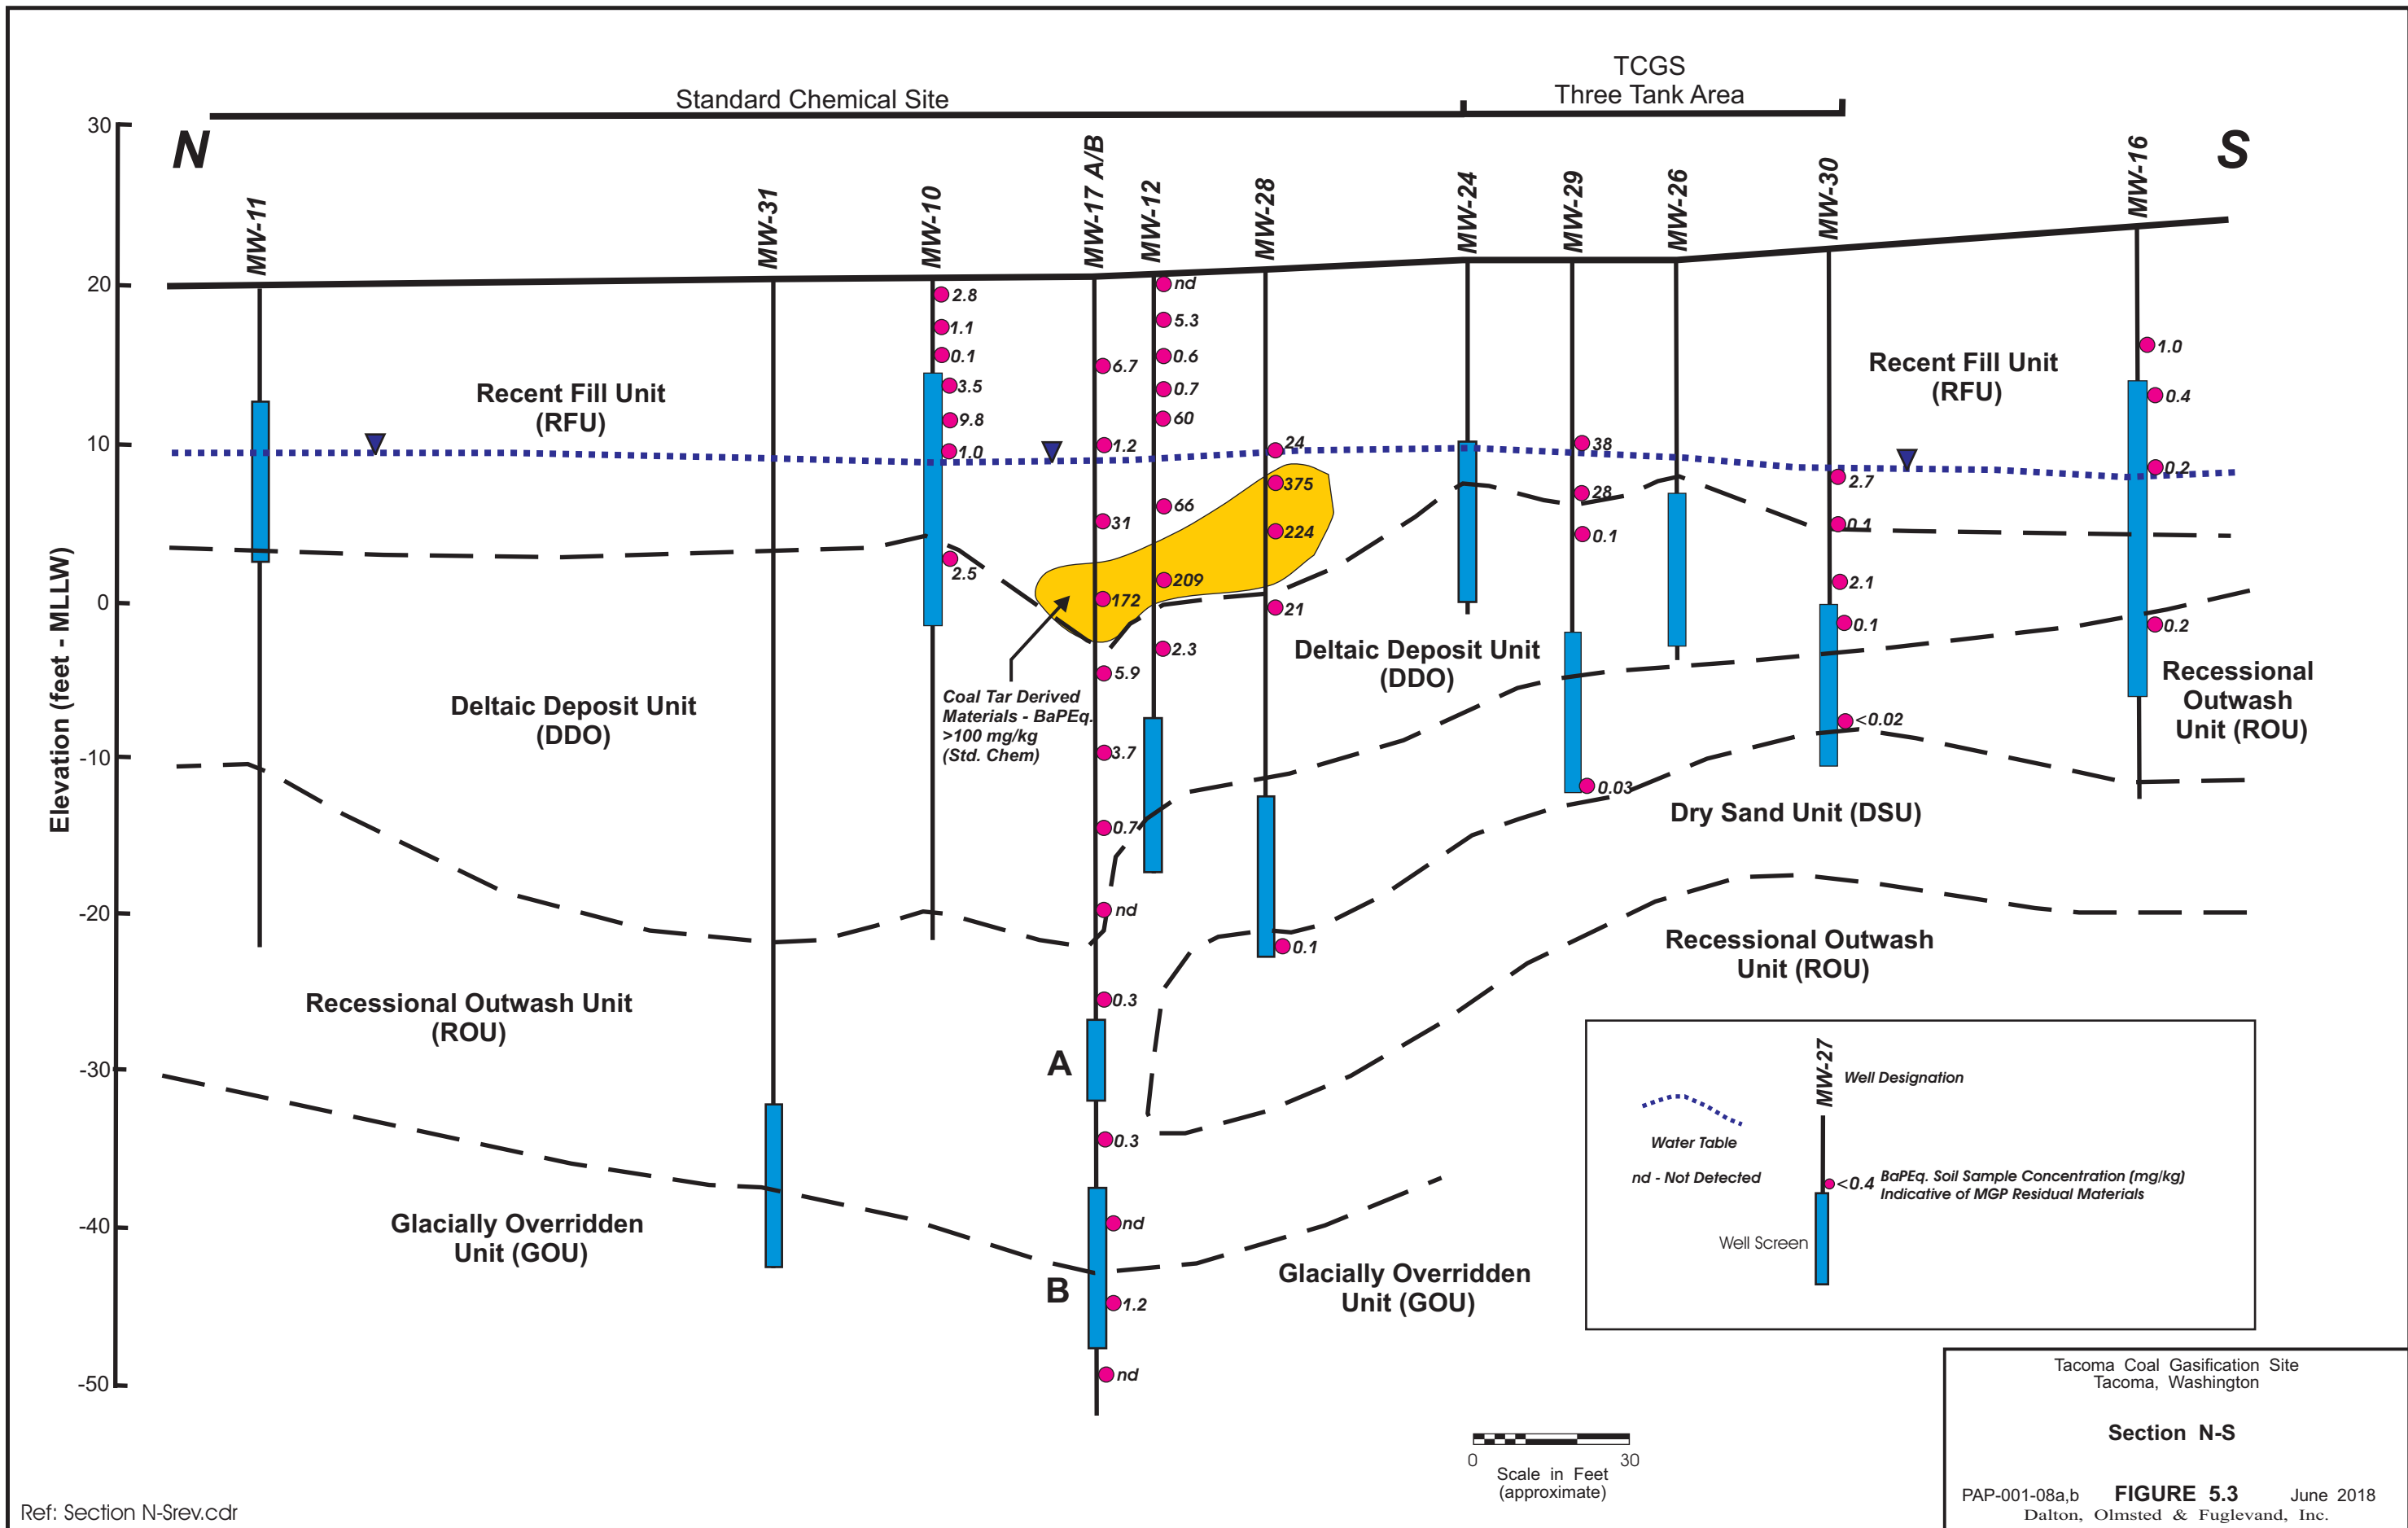 TCGS
Three Tank Area
Standard Chemical Site
30
20
10
0
-10
-20
-30
-40
-50
Elevation (feet - MLLW)
N
S
MW-11
MW-31
MW-10
MW-17 A/B
MW-12
MW-28
MW-24
MW-29
MW-26
MW-30
MW-16
2.8
1.1
0.1
3.5
9.8
1.0
2.5
6.7
1.2
31
172
5.9
3.7
0.7
nd
0.3
0.3
nd
1.2
nd
nd
5.3
0.6
0.7
60
66
209
2.3
24
375
224
21
0.1
38
28
0.1
0.03
2.7
0.1
2.1
0.1
<0.02
1.0
0.4
0.2
0.2
Recent Fill Unit
(RFU)
Recent Fill Unit
(RFU)
Deltaic Deposit Unit
(DDO)
Deltaic Deposit Unit
(DDO)
Coal Tar Derived
Materials - BaPEq.
>100 mg/kg
(Std. Chem)
Recessional
Outwash
Unit (ROU)
Dry Sand Unit (DSU)
Recessional Outwash
Unit (ROU)
Recessional Outwash Unit
(ROU)
A
B
Glacially Overridden
Unit (GOU)
Glacially Overridden
Unit (GOU)
MW-27
Well Designation
Water Table
nd - Not Detected
<0.4
BaPEq. Soil Sample Concentration (mg/kg)
Indicative of MGP Residual Materials
Well Screen
0 30
Scale in Feet
(approximate)
Tacoma Coal Gasification Site
Tacoma, Washington
Section N-S
PAP-001-08a,b FIGURE 5.3 June 2018
Dalton, Olmsted & Fuglevand, Inc.
Ref: Section N-Srev.cdr